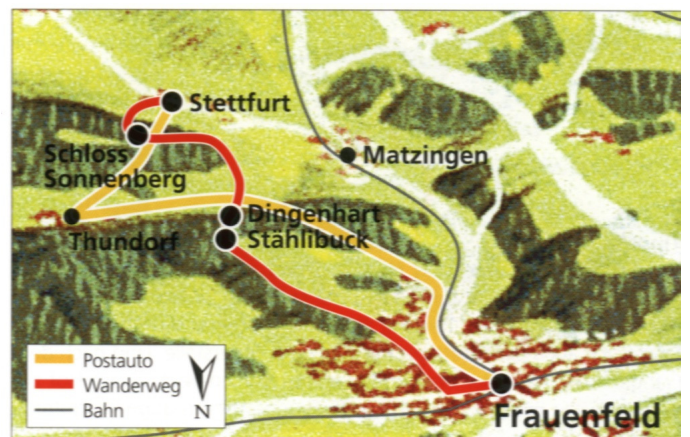 Stettfurt
Schloss
Sonnenberg
Matzingen
Thundorf
Dingenhart
Stählibuck
Frauenfeld
Postauto
Wanderweg
Bahn
N